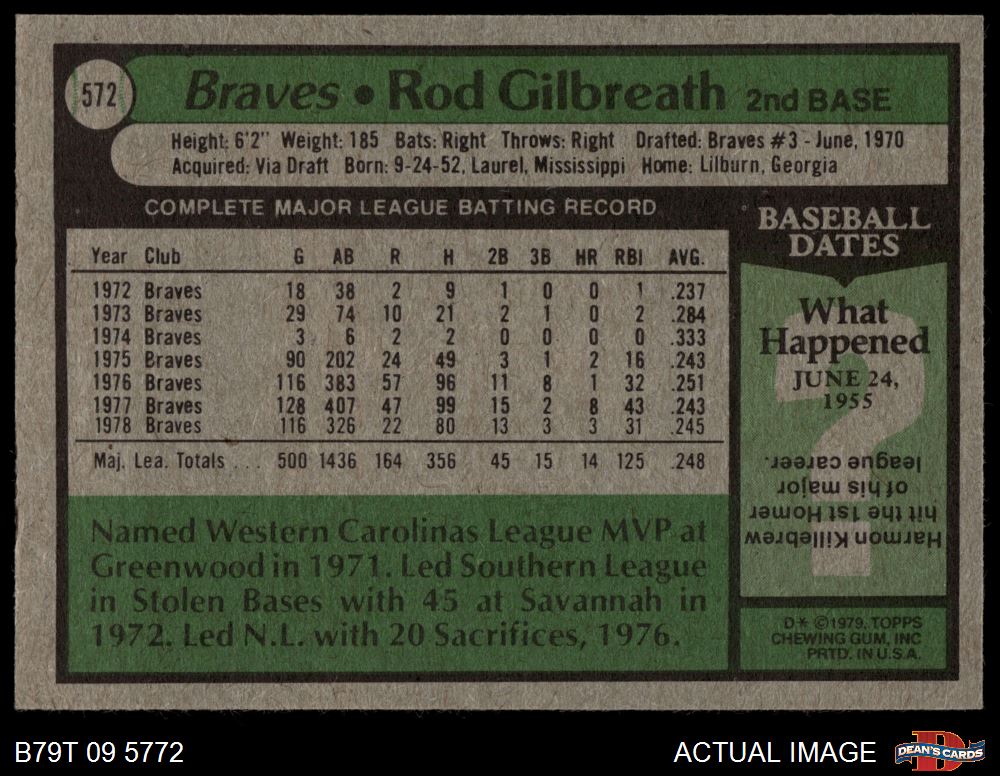 572
Braves • Rod Gilbreath 2nd BASE
Height: 6'2" Weight: 185 Bats: Right Throws: Right Drafted: Braves #3 - June, 1970
Acquired: Via Draft Born: 9-24-52, Laurel, Mississippi Home: Lilburn, Georgia
COMPLETE MAJOR LEAGUE BATTING RECORD
Year Club G AB R H 2B 3B HR RBI AVG.
1972 Braves 18 38 2 9 1 0 0 1 .237
1973 Braves 29 74 10 21 2 1 0 2 .284
1974 Braves 3 6 2 2 0 0 0 0 .333
1975 Braves 90 202 24 49 3 1 2 16 .243
1976 Braves 116 383 57 96 11 8 1 32 .251
1977 Braves 128 407 47 99 15 2 8 43 .243
1978 Braves 116 326 22 80 13 3 3 31 .245
Maj. Lea. Totals ... 500 1436 164 356 45 15 14 125 .248
Named Western Carolinas League MVP at
Greenwood in 1971. Led Southern League
in Stolen Bases with 45 at Savannah in
1972. Led N.L. with 20 Sacrifices, 1976.
BASEBALL
DATES
What
Happened
JUNE 24,
1955
?
Harmon Killebrew
hit the 1st Homer
of his major
league career.
D* ©1979, TOPPS
CHEWING GUM, INC
PRTD. IN U.S.A.
B79T 09 5772
ACTUAL IMAGE
D
DEAN'S CARDS